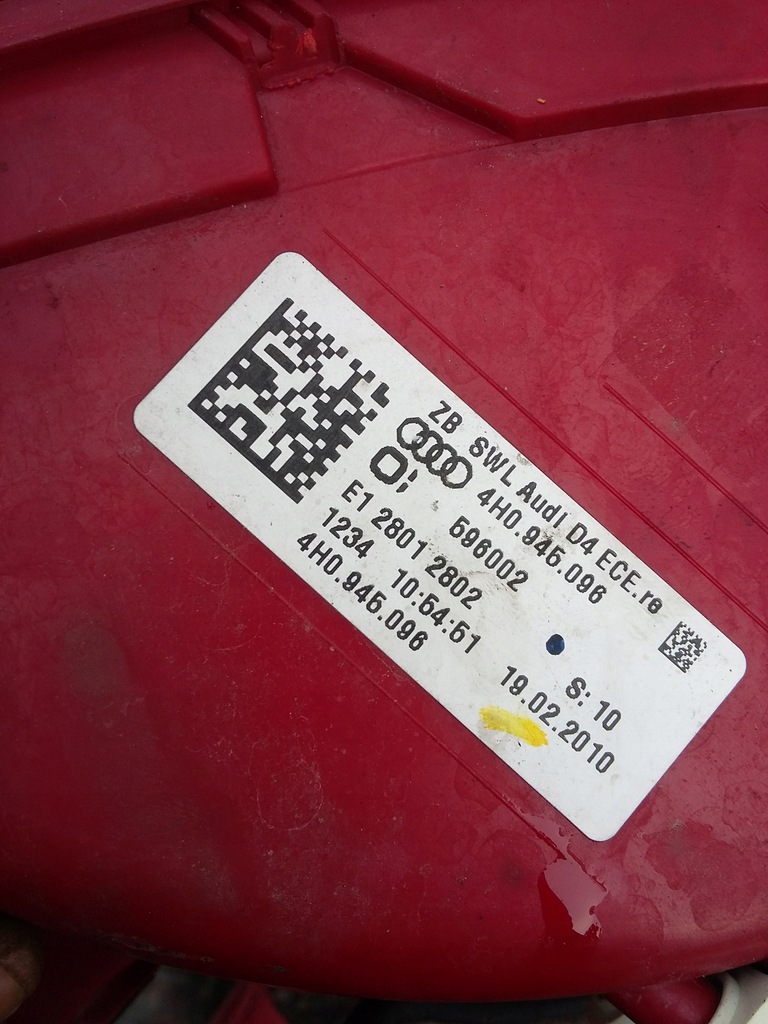 ZB SWL Audi D4 ECE.re
4H0 945.096
O; 596002
E1 2801 2802
1234 10:54:51 S: 10
4H0.945.096 19.02.2010